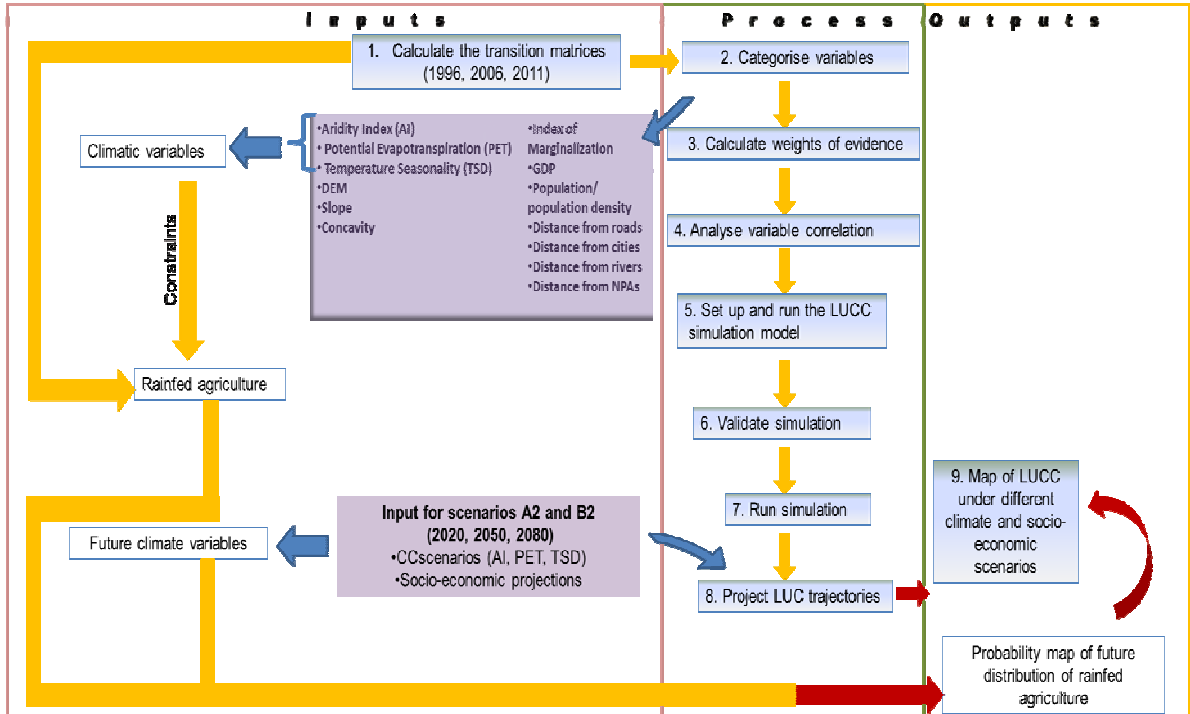 Inputs
Process
Outputs
1. Calculate the transition matrices
(1996, 2006, 2011)
2. Categorise variables
Climatic variables
•Aridity Index (AI)
• Potential Evapotranspiration (PET)
• Temperature Seasonality (TSD)
•DEM
•Slope
•Concavity
•Index of
Marginalization
•GDP
•Population/
population density
•Distance from roads
•Distance from cities
•Distance from rivers
•Distance from NPAs
3. Calculate weights of evidence
4. Analyse variable correlation
Constraints
5. Set up and run the LUCC
simulation model
Rainfed agriculture
6. Validate simulation
7. Run simulation
Input for scenarios A2 and B2
(2020, 2050, 2080)
•CCscenarios (AI, PET, TSD)
•Socio-economic projections
Future climate variables
8. Project LUC trajectories
9. Map of LUCC
under different
climate and socio-
economic
scenarios
Probability map of future
distribution of rainfed
agriculture